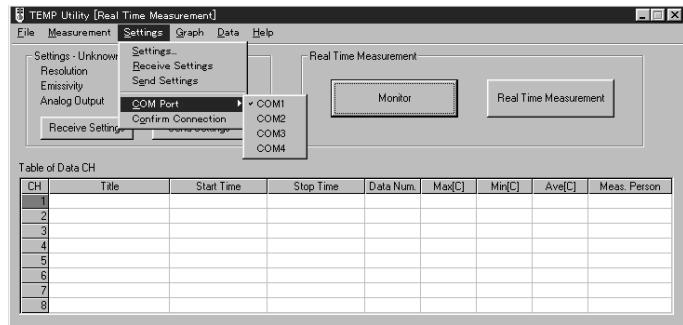 TEMP Utility [Real Time Measurement]
File Measurement Settings Graph Data Help
Settings...
Receive Settings
Send Settings
COM Port
Confirm Connection
COM1
COM2
COM3
COM4
Settings - Unknown
Resolution
Emissivity
Analog Output
Receive Settings
Real Time Measurement
Monitor
Real Time Measurement
Table of Data CH
CH Title Start Time Stop Time Data Num. Max[C] Min[C] Ave[C] Meas. Person
1
2
3
4
5
6
7
8